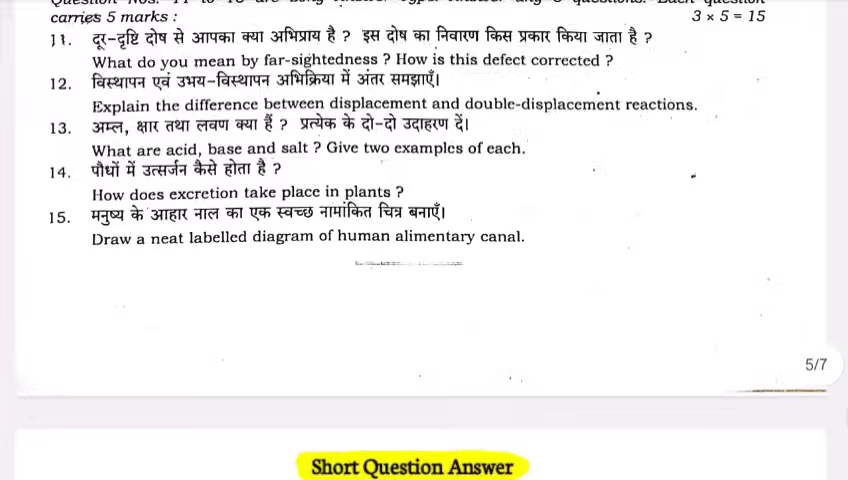 carries 5 marks : 3 × 5 = 15
11. दूर-दृष्टि दोष से आपका क्या अभिप्राय है ? इस दोष का निवारण किस प्रकार किया जाता है ?
What do you mean by far-sightedness ? How is this defect corrected ?
12. विस्थापन एवं उभय-विस्थापन अभिक्रिया में अंतर समझाएँ।
Explain the difference between displacement and double-displacement reactions.
13. अम्ल, क्षार तथा लवण क्या हैं ? प्रत्येक के दो-दो उदाहरण दें।
What are acid, base and salt ? Give two examples of each.
14. पौधों में उत्सर्जन कैसे होता है ?
How does excretion take place in plants ?
15. मनुष्य के आहार नाल का एक स्वच्छ नामांकित चित्र बनाएँ।
Draw a neat labelled diagram of human alimentary canal.
5/7
Short Question Answer